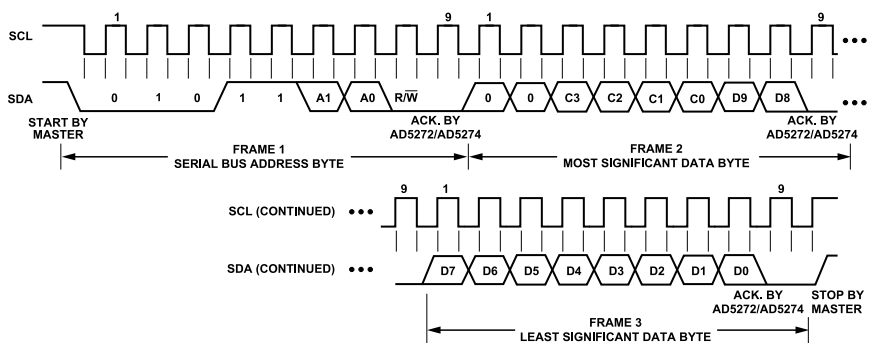 1 9 1 9
SCL
SDA 0 1 0 1 1 A1 A0 R/W 0 0 C3 C2 C1 C0 D9 D8
START BY MASTER ACK. BY AD5272/AD5274 ACK. BY AD5272/AD5274
FRAME 1 FRAME 2
SERIAL BUS ADDRESS BYTE MOST SIGNIFICANT DATA BYTE
9 1 9
SCL (CONTINUED)
SDA (CONTINUED) D7 D6 D5 D4 D3 D2 D1 D0
ACK. BY AD5272/AD5274 STOP BY MASTER
FRAME 3
LEAST SIGNIFICANT DATA BYTE